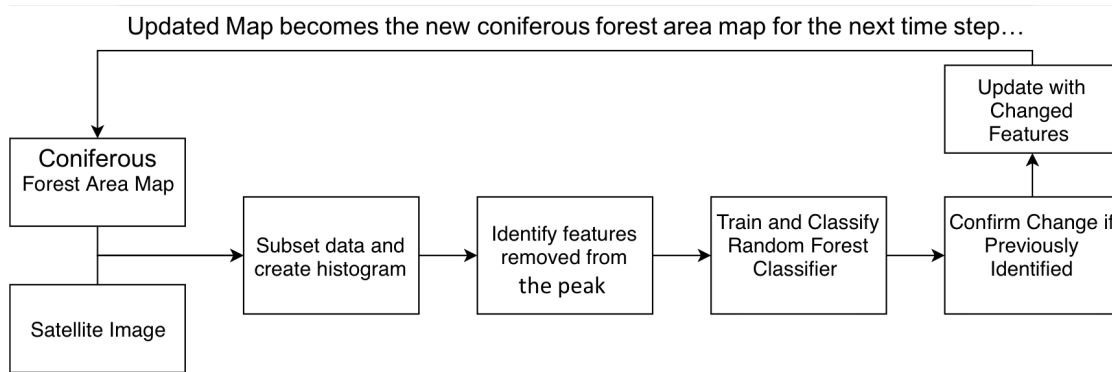 Updated Map becomes the new coniferous forest area map for the next time step…
Update with
Changed
Features
Coniferous
Forest Area Map
Subset data and
create histogram
Identify features
removed from
the peak
Train and Classify
Random Forest
Classifier
Confirm Change if
Previously
Identified
Satellite Image